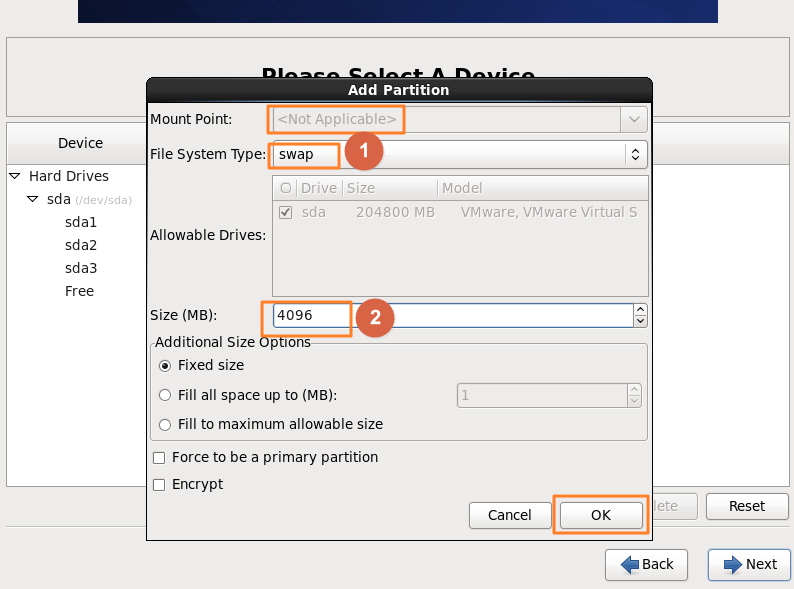 Please Select A Device
Add Partition
Mount Point: <Not Applicable>
File System Type: swap 1
Device
Hard Drives
sda (/dev/sda)
sda1
sda2
sda3
Free
Allowable Drives:
Drive Size Model
sda 204800 MB VMware, VMware Virtual S
Size (MB): 4096 2
Additional Size Options
Fixed size
Fill all space up to (MB): 1
Fill to maximum allowable size
Force to be a primary partition
Encrypt
Cancel OK
lete Reset
Back Next